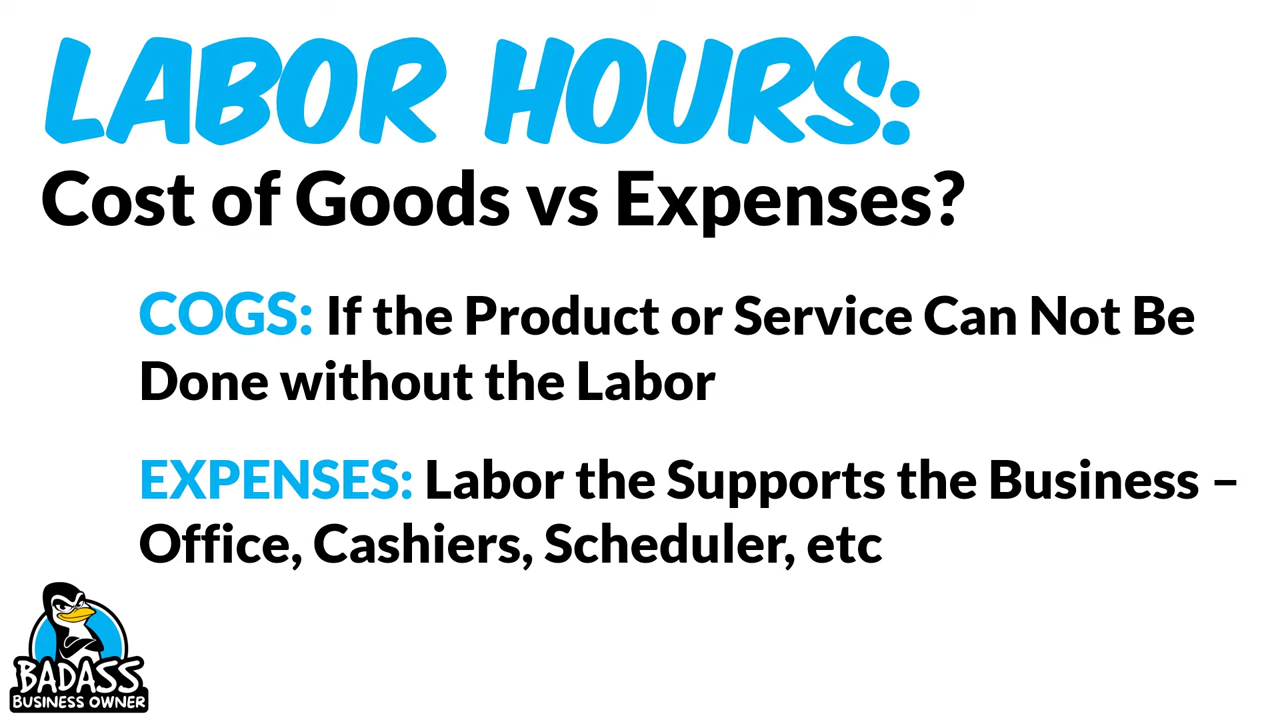 LABOR HOURS:
Cost of Goods vs Expenses?
COGS: If the Product or Service Can Not Be
Done without the Labor
EXPENSES: Labor the Supports the Business –
Office, Cashiers, Scheduler, etc
BADASS
BUSINESS OWNER